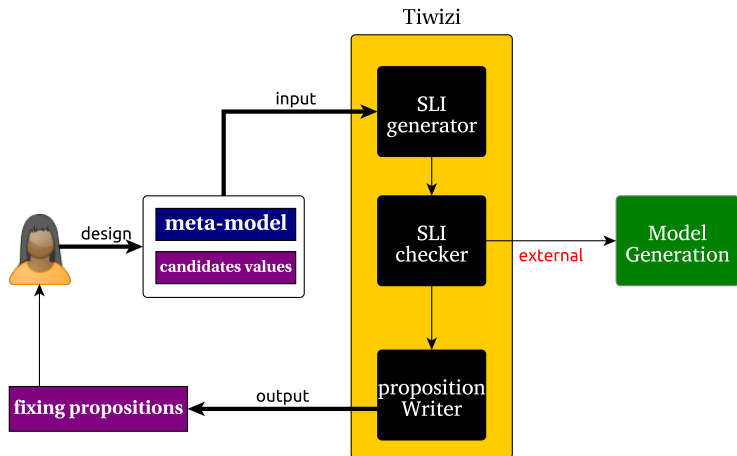 Tiwizi
input
SLI
generator
design
meta-model
candidates values
SLI
checker
external
Model
Generation
proposition
Writer
output
fixing propositions